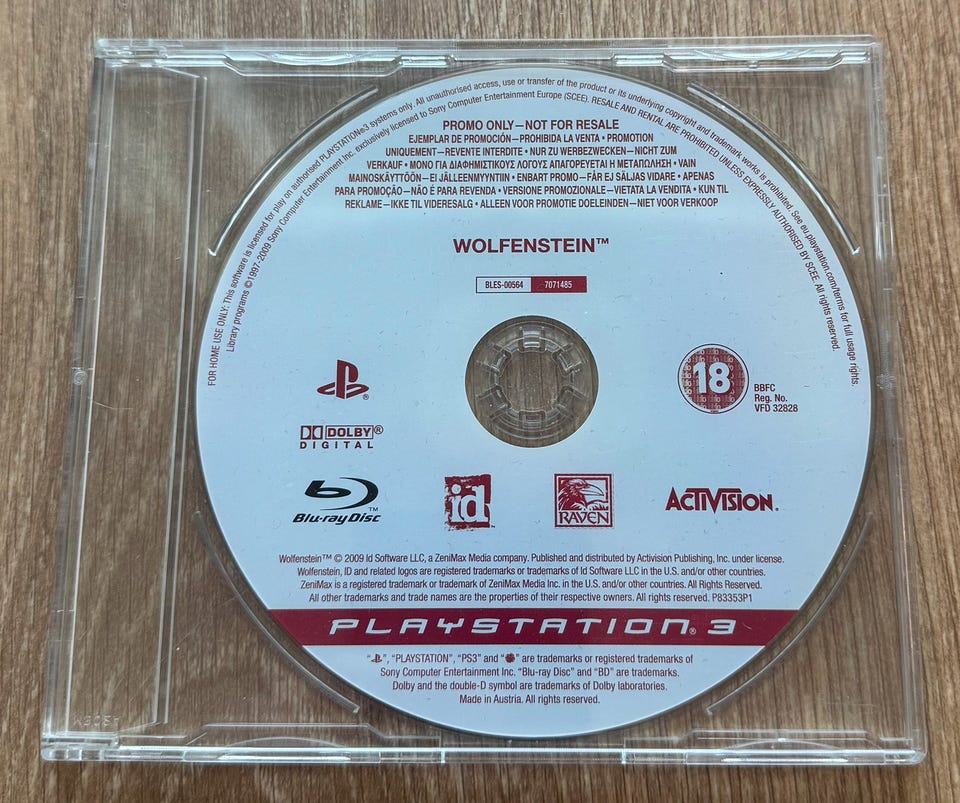 FOR HOME USE ONLY: This software is licensed for play on authorised PLAYSTATION®3 systems only. All unauthorised access, use or transfer of the product or its underlying copyright and trademark works is prohibited. See eu.playstation.com/terms for full usage rights.
Library programs ©1997-2009 Sony Computer Entertainment Inc. exclusively licensed to Sony Computer Entertainment Europe (SCEE). RESALE AND RENTAL ARE PROHIBITED UNLESS EXPRESSLY AUTHORISED BY SCEE. All rights reserved.
PROMO ONLY—NOT FOR RESALE
EJEMPLAR DE PROMOCIÓN—PROHIBIDA LA VENTA • PROMOTION
UNIQUEMENT—REVENTE INTERDITE • NUR ZU WERBEZWECKEN—NICHT ZUM
VERKAUF • ΜΟΝΟ ΓΙΑ ΔΙΑΦΗΜΙΣΤΙΚΟΥΣ ΛΟΓΟΥΣ ΑΠΑΓΟΡΕΥΕΤΑΙ Η ΜΕΤΑΠΩΛΗΣΗ • VAIN
MAINOSKÄYTTÖÖN—EI JÄLLEENMYYNTIIN • ENBART PROMO—FÅR EJ SÄLJAS VIDARE • APENAS
PARA PROMOÇÃO—NÃO É PARA REVENDA • VERSIONE PROMOZIONALE—VIETATA LA VENDITA • KUN TIL
REKLAME—IKKE TIL VIDERESALG • ALLEEN VOOR PROMOTIE DOELEINDEN—NIET VOOR VERKOOP
WOLFENSTEIN™
BLES-00564 7071485
18
BBFC
Reg. No.
VFD 32828
DOLBY®
DIGITAL
Blu-ray Disc™
id
RAVEN
ACTIVISION.
Wolfenstein™ © 2009 Id Software LLC, a ZeniMax Media company. Published and distributed by Activision Publishing, Inc. under license.
Wolfenstein, ID and related logos are registered trademarks or trademarks of Id Software LLC in the U.S. and/or other countries.
ZeniMax is a registered trademark or trademark of ZeniMax Media Inc. in the U.S. and/or other countries. All Rights Reserved.
All other trademarks and trade names are the properties of their respective owners. All rights reserved. P83353P1
PLAYSTATION®3
“ ”, “PLAYSTATION”, “PS3” and “ ” are trademarks or registered trademarks of
Sony Computer Entertainment Inc. “Blu-ray Disc” and “BD” are trademarks.
Dolby and the double-D symbol are trademarks of Dolby laboratories.
Made in Austria. All rights reserved.